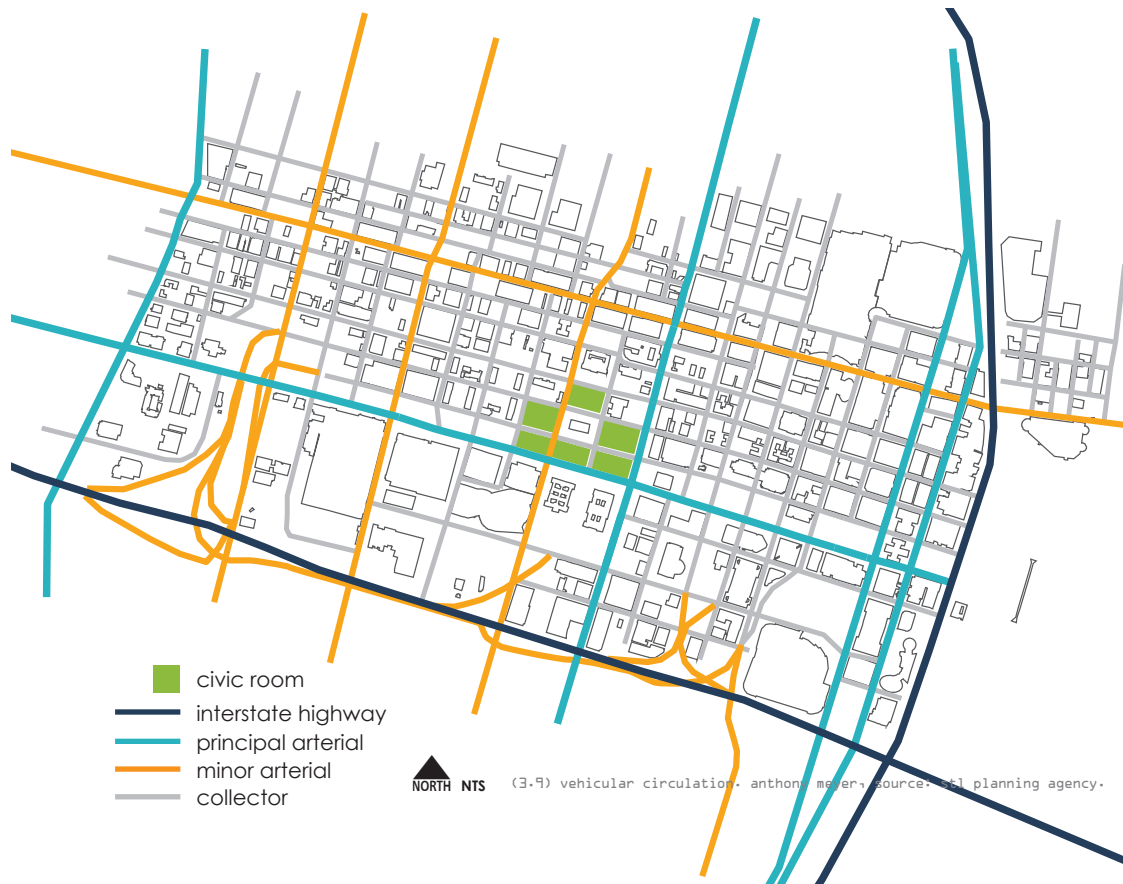 civic room
interstate highway
principal arterial
minor arterial
collector
NORTH NTS
(3.9) vehicular circulation. anthony meyer, source: stl planning agency.